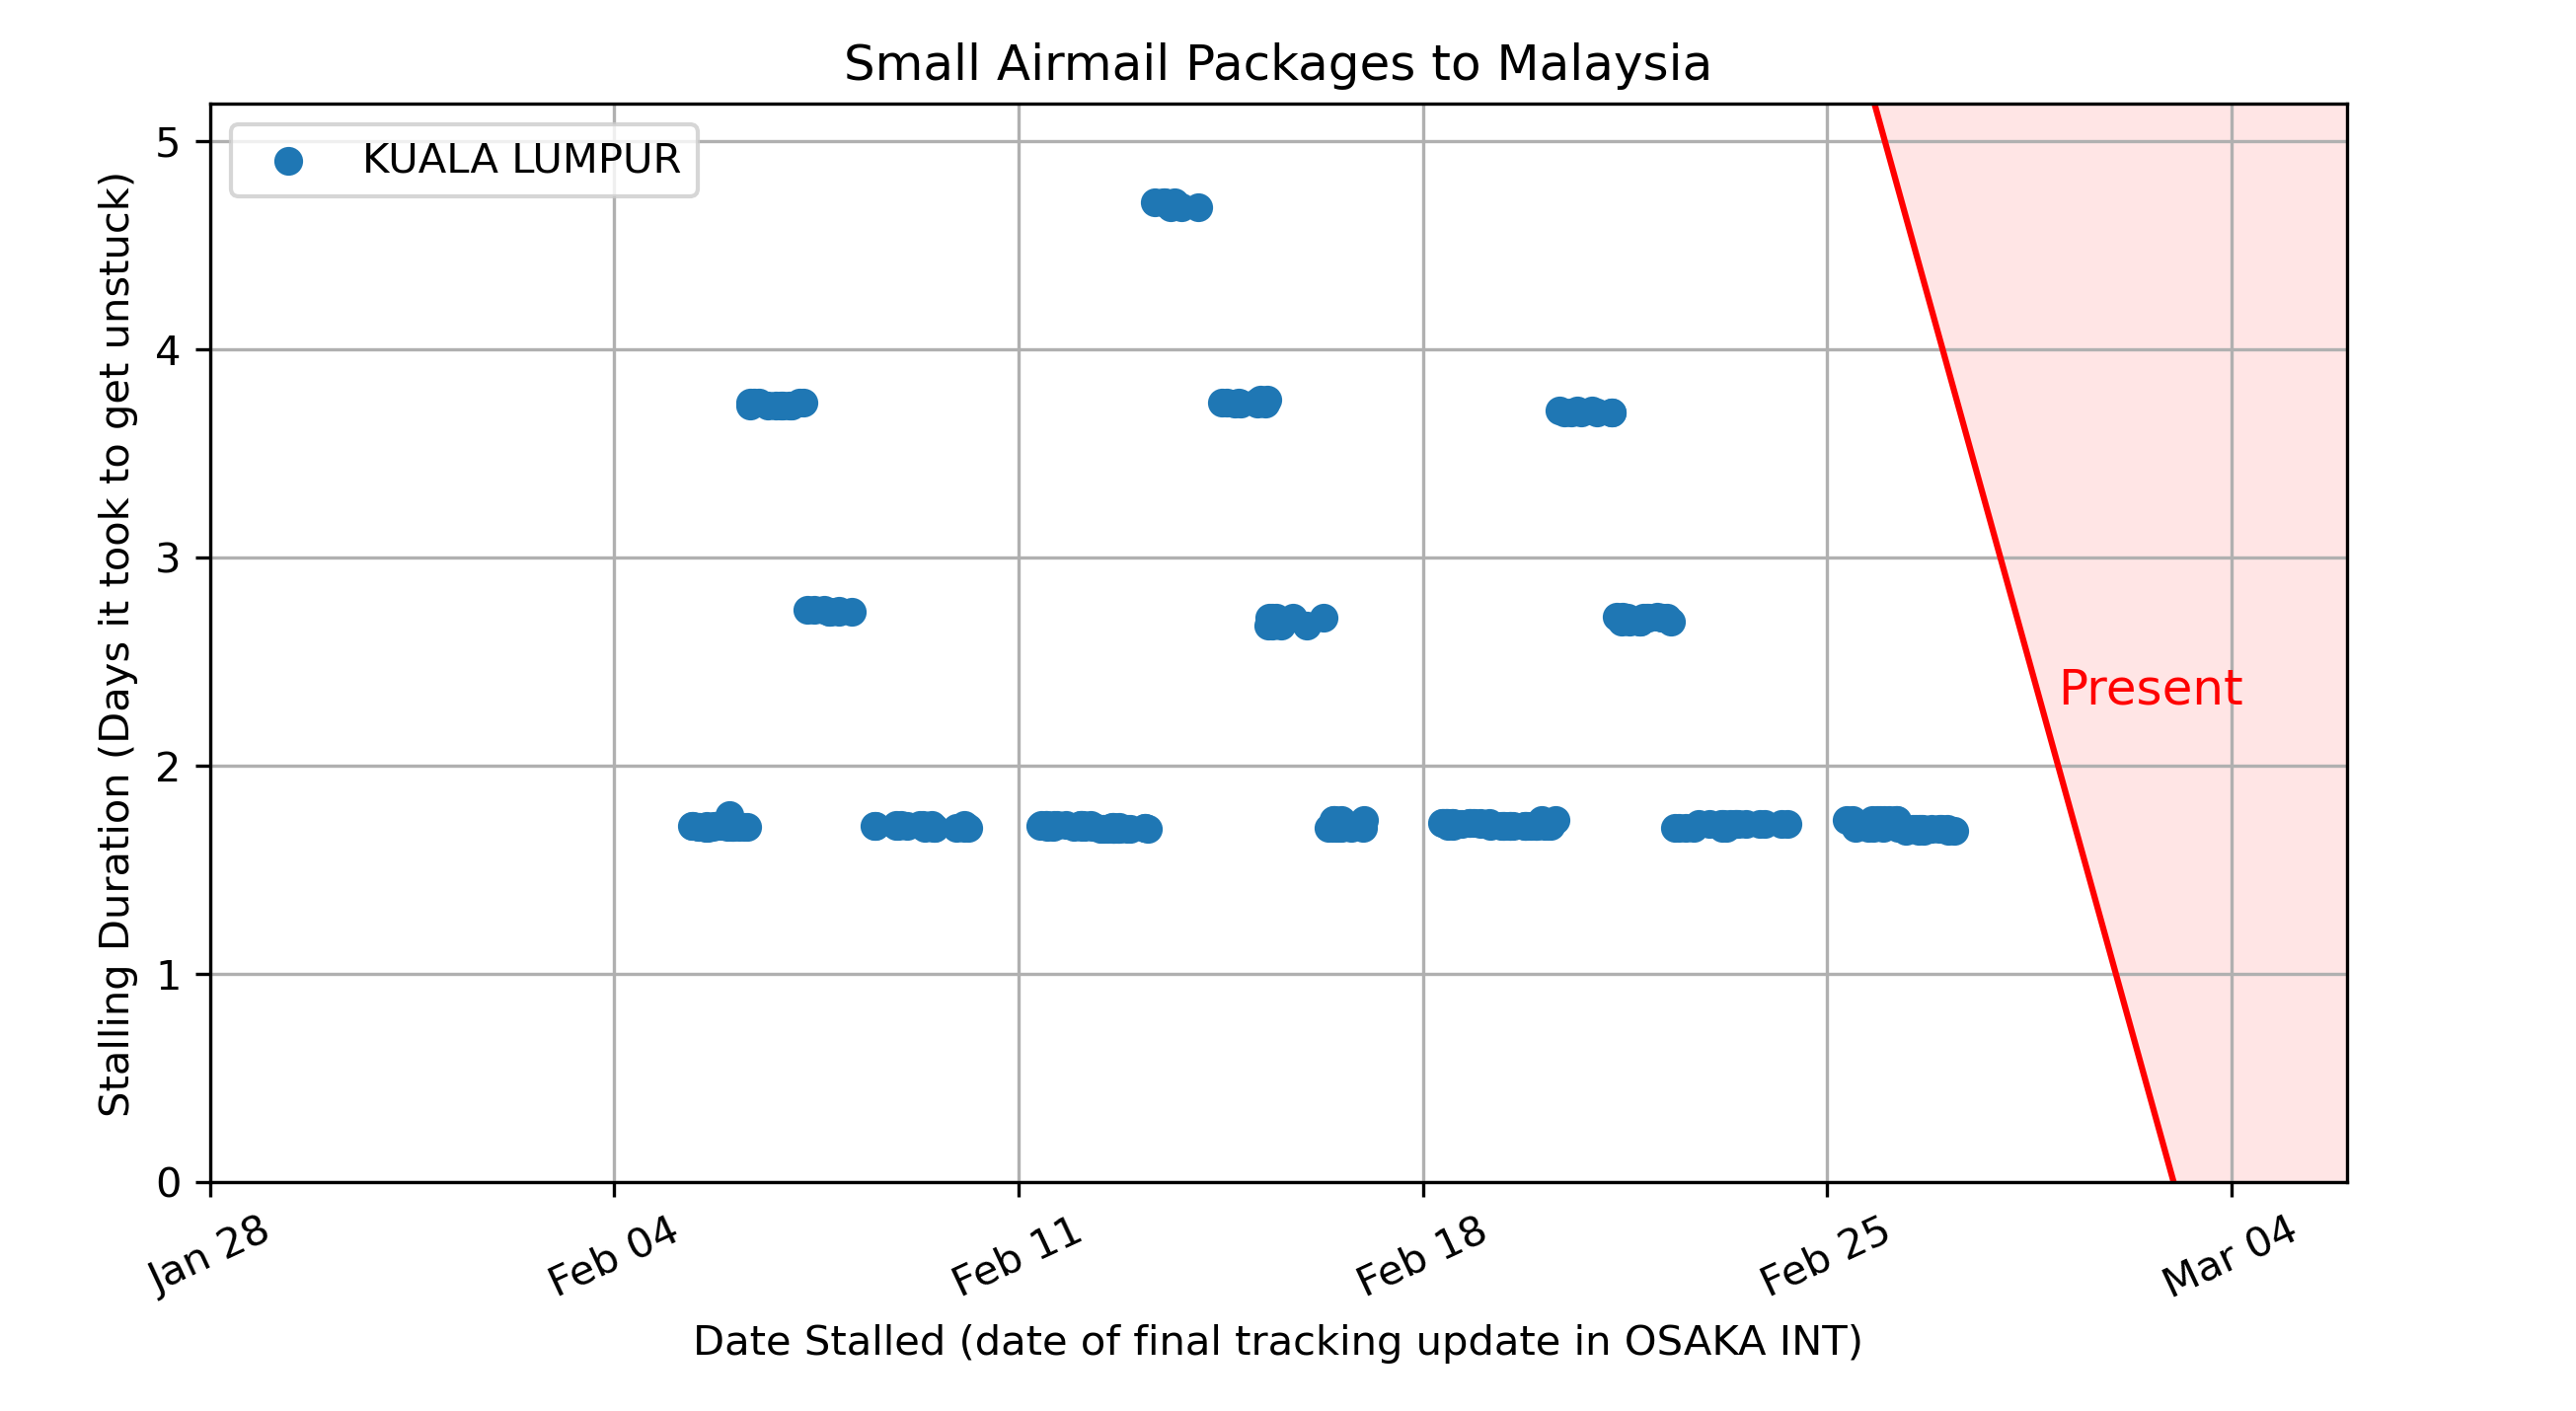 Small Airmail Packages to Malaysia
KUALA LUMPUR
Stalling Duration (Days it took to get unstuck)
5
4
3
2
1
0
Present
Jan 28
Feb 04
Feb 11
Feb 18
Feb 25
Mar 04
Date Stalled (date of final tracking update in OSAKA INT)